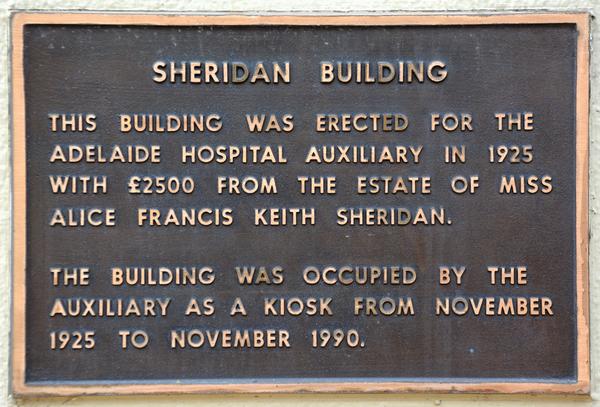 SHERIDAN BUILDING
THIS BUILDING WAS ERECTED FOR THE
ADELAIDE HOSPITAL AUXILIARY IN 1925
WITH £2500 FROM THE ESTATE OF MISS
ALICE FRANCIS KEITH SHERIDAN.
THE BUILDING WAS OCCUPIED BY THE
AUXILIARY AS A KIOSK FROM NOVEMBER
1925 TO NOVEMBER 1990.